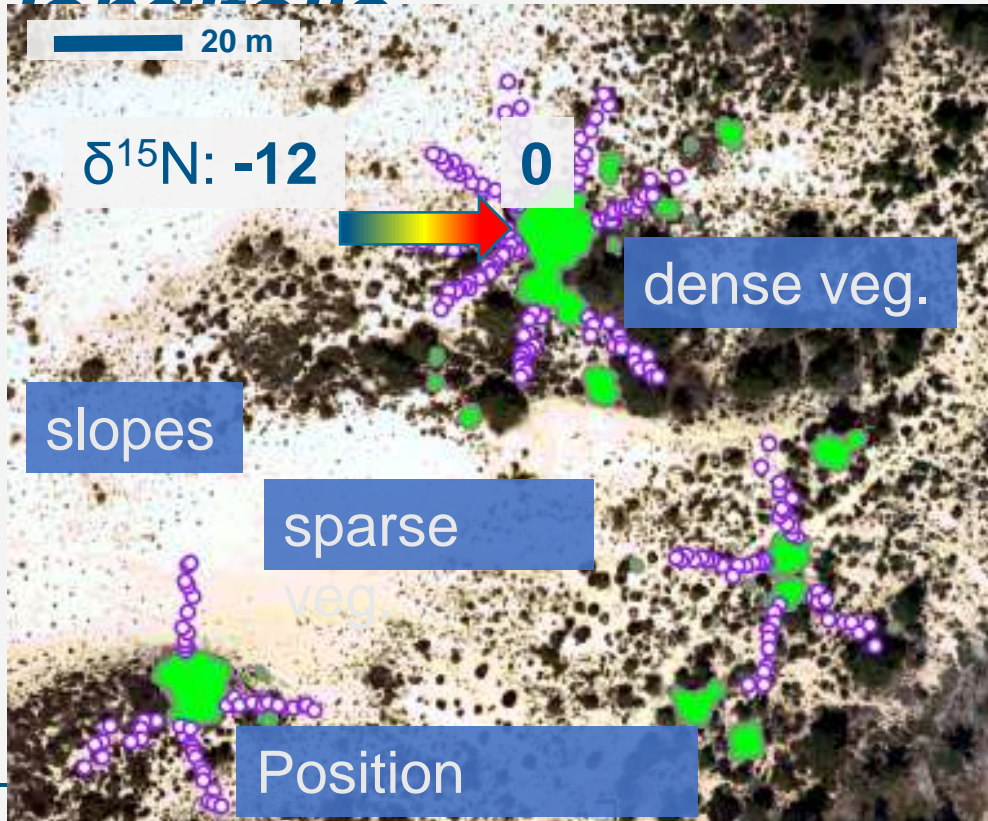 20 m
δ¹⁵N: -12
0
dense veg.
slopes
sparse
veg.
Position